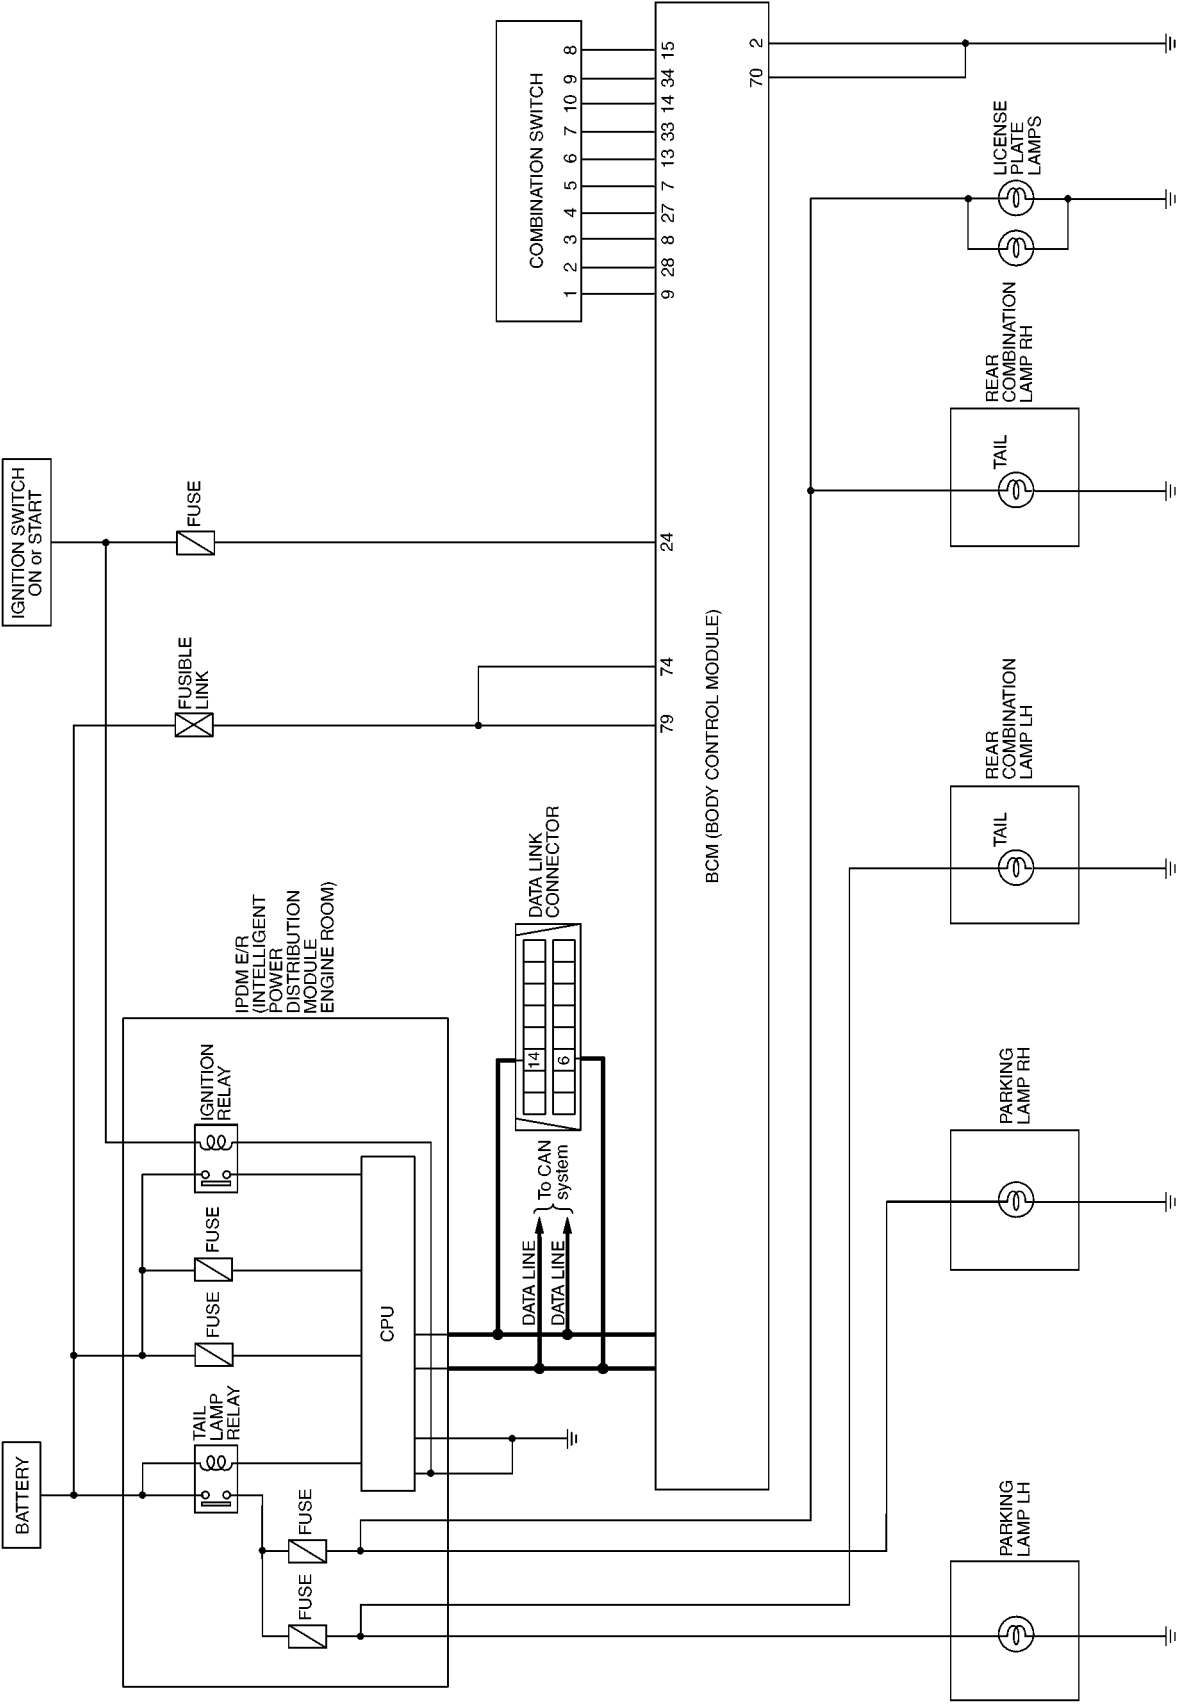 BATTERY
IGNITION SWITCH
ON or START
TAIL
LAMP
RELAY
FUSE
FUSE
IGNITION
RELAY
FUSIBLE
LINK
FUSE
IPDM E/R
(INTELLIGENT
POWER
DISTRIBUTION
MODULE
ENGINE ROOM)
FUSE
FUSE
CPU
DATA LINE
DATA LINE
To CAN
system
DATA LINK
CONNECTOR
14
6
COMBINATION SWITCH
1 2 3 4 5 6 7 10 9 8
79 74 24 9 28 8 27 7 13 33 14 34 15
BCM (BODY CONTROL MODULE)
70 2
PARKING
LAMP LH
PARKING
LAMP RH
REAR
COMBINATION
LAMP LH
TAIL
REAR
COMBINATION
LAMP RH
TAIL
LICENSE
PLATE
LAMPS